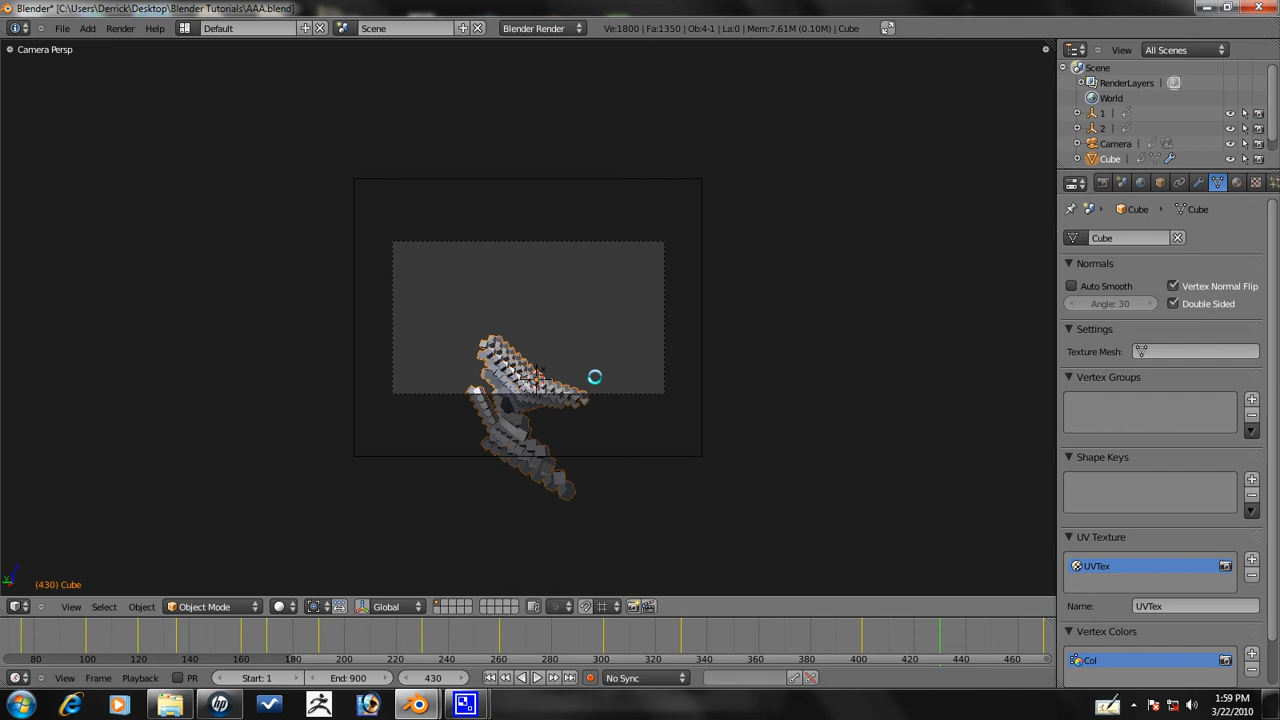 Blender* [C:\Users\Derrick\Desktop\Blender Tutorials\AAA.blend]
File Add Render Help Default Scene Blender Render Ve:1800 | Fa:1350 | Ob:4-1 | La:0 | Mem:7.61M (0.10M) | Cube
Camera Persp
View All Scenes
Scene
RenderLayers
World
1
2
Camera
Cube
Cube Cube
Cube
Normals
Auto Smooth Vertex Normal Flip
Angle: 30 Double Sided
Settings
Texture Mesh:
Vertex Groups
Shape Keys
UV Texture
UVTex
Name: UVTex
Vertex Colors
Col
(430) Cube
View Select Object Object Mode Global
80 100 120 140 160 180 200 220 240 260 280 300 320 340 360 380 400 420 440 460
View Frame Playback PR Start: 1 End: 900 430 No Sync
1:59 PM
3/22/2010